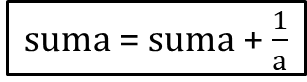 suma = suma + 1/a